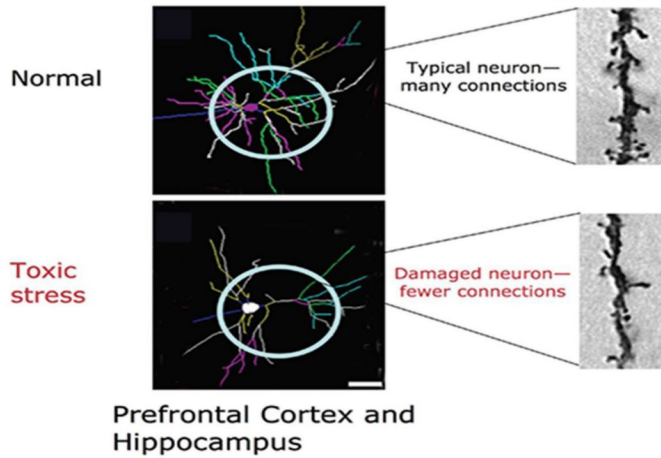 Normal
Typical neuron—
many connections
Toxic
stress
Damaged neuron—
fewer connections
Prefrontal Cortex and
Hippocampus